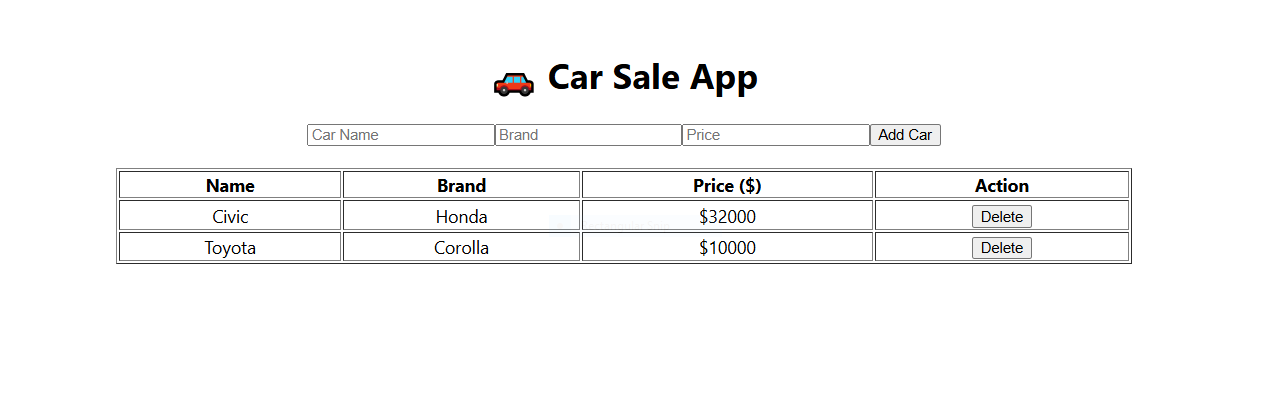 Car Sale App
Car Name Brand Price Add Car
Name Brand Price ($) Action
Civic Honda $32000 Delete
Toyota Corolla $10000 Delete